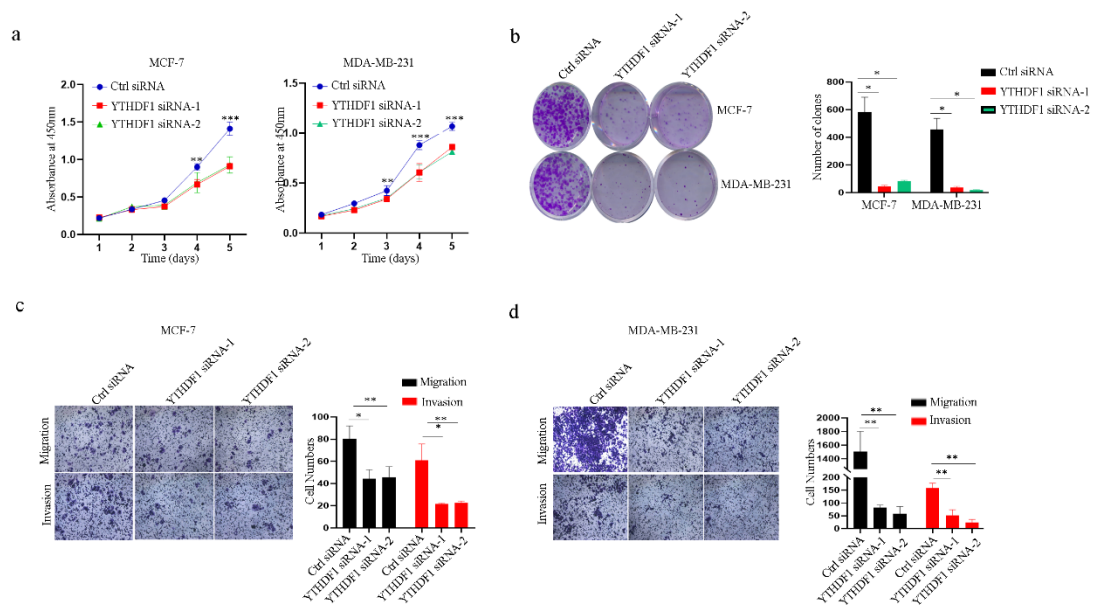 a
MCF-7
Ctrl siRNA
YTHDF1 siRNA-1
YTHDF1 siRNA-2
Absorbance at 450nm
2.0
1.5
1.0
0.5
0.0
** ***
1 2 3 4 5
Time (days)
MDA-MB-231
Ctrl siRNA
YTHDF1 siRNA-1
YTHDF1 siRNA-2
Absorbance at 450nm
1.5
1.0
0.5
0.0
** *** ***
1 2 3 4 5
Time (days)
b
Ctrl siRNA
YTHDF1 siRNA-1
YTHDF1 siRNA-2
MCF-7
MDA-MB-231
Ctrl siRNA
YTHDF1 siRNA-1
YTHDF1 siRNA-2
Number of clones
800
600
400
200
0
* *
* *
MCF-7 MDA-MB-231
c
MCF-7
Ctrl siRNA
YTHDF1 siRNA-1
YTHDF1 siRNA-2
Migration
Invasion
Migration
Invasion
Cell Numbers
100
80
60
40
20
0
** *
** *
Ctrl siRNA
YTHDF1 siRNA-1
YTHDF1 siRNA-2
Ctrl siRNA
YTHDF1 siRNA-1
YTHDF1 siRNA-2
d
MDA-MB-231
Ctrl siRNA
YTHDF1 siRNA-1
YTHDF1 siRNA-2
Migration
Invasion
Migration
Invasion
Cell Numbers
2000
1800
1600
1400
200
150
100
50
0
** **
** **
Ctrl siRNA
YTHDF1 siRNA-1
YTHDF1 siRNA-2
Ctrl siRNA
YTHDF1 siRNA-1
YTHDF1 siRNA-2